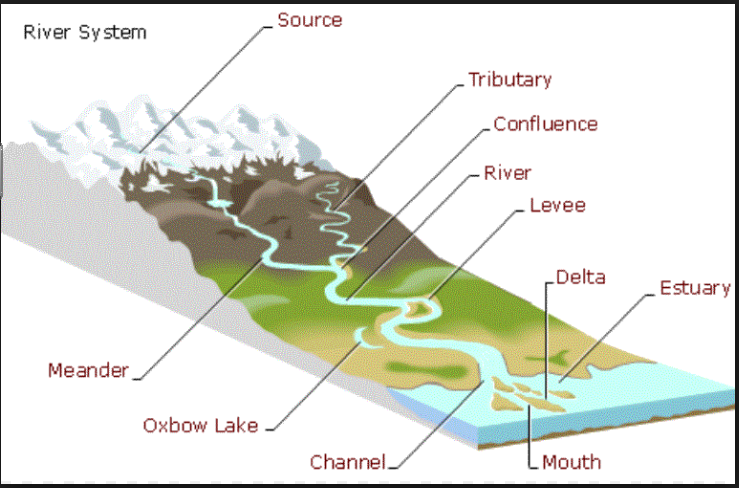 River System
Source
Tributary
Confluence
River
Levee
Delta
Estuary
Meander
Oxbow Lake
Channel
Mouth